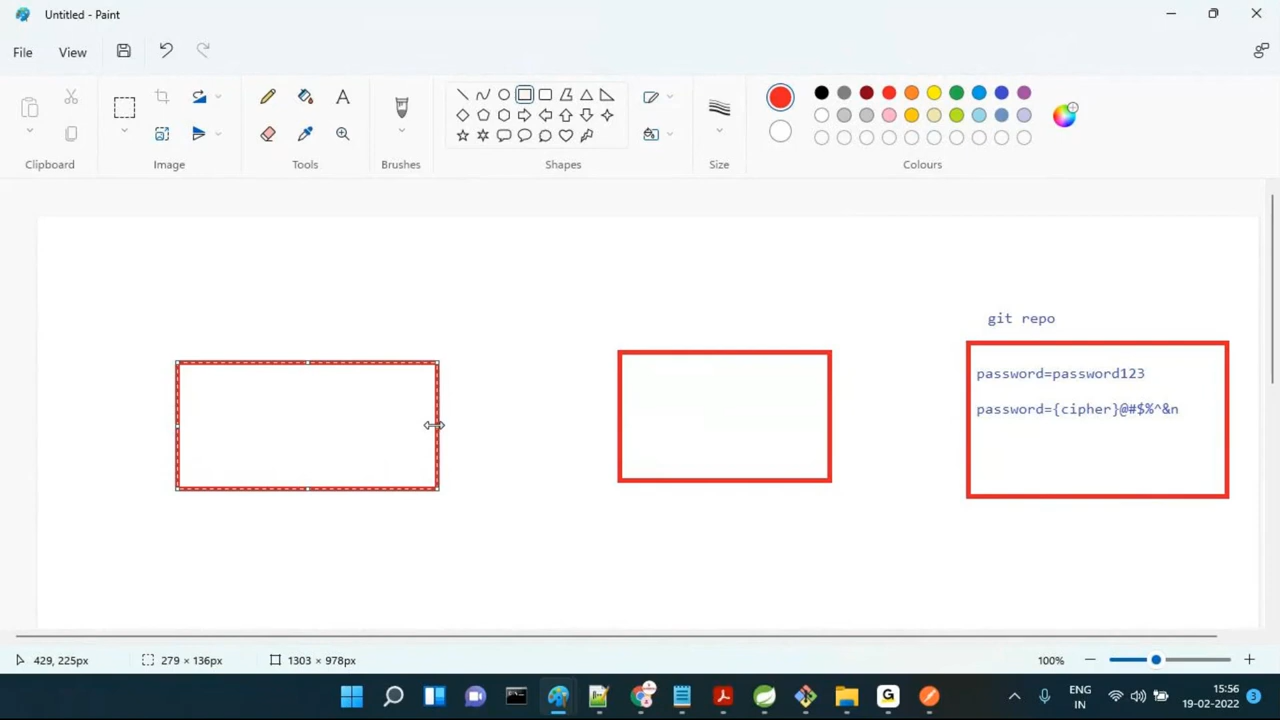 Untitled - Paint
File
View
Clipboard
Image
Tools
Brushes
Shapes
Size
Colours
git repo
password=password123
password={cipher}@#$%^&n
429, 225px
279 × 136px
1303 × 978px
100%
ENG
IN
15:56
19-02-2022
3